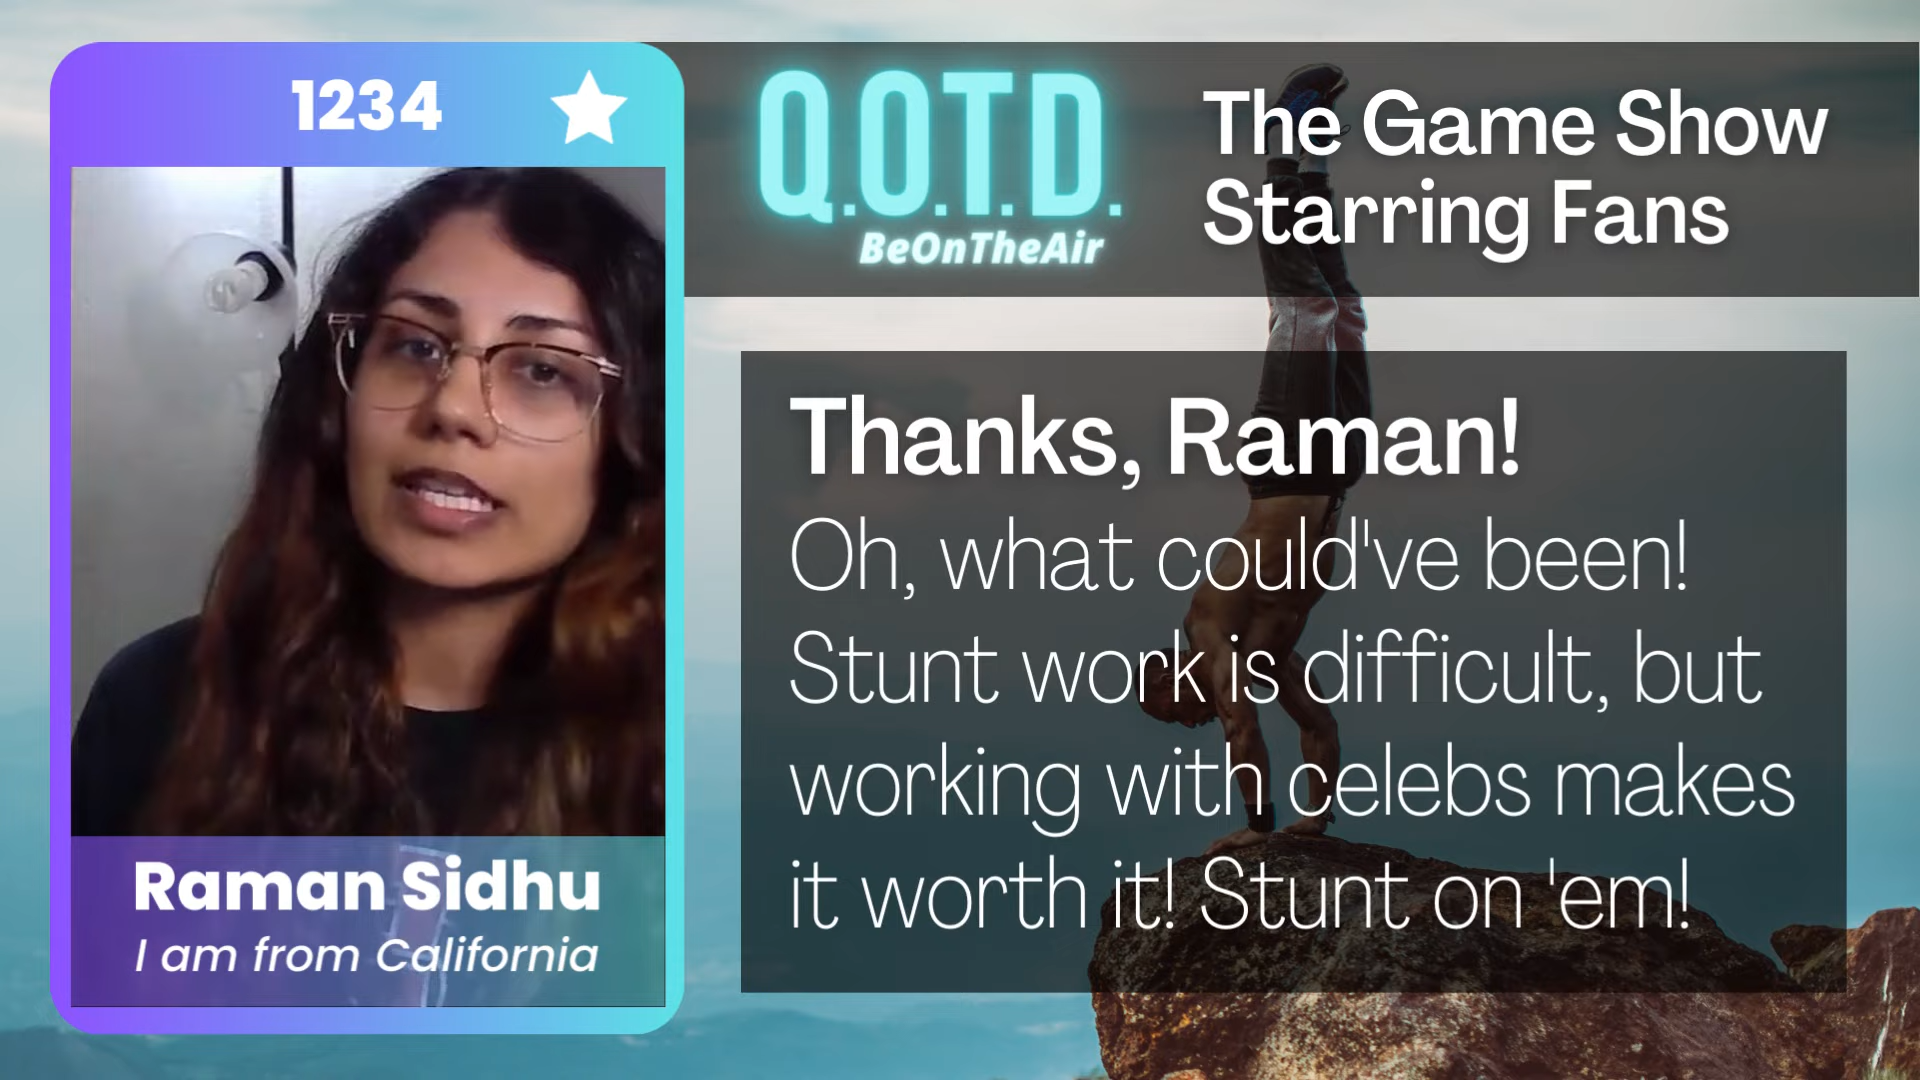 1234
Q.O.T.D.
BeOnTheAir
The Game Show
Starring Fans
Thanks, Raman!
Oh, what could've been!
Stunt work is difficult, but
working with celebs makes
it worth it! Stunt on 'em!
Raman Sidhu
I am from California